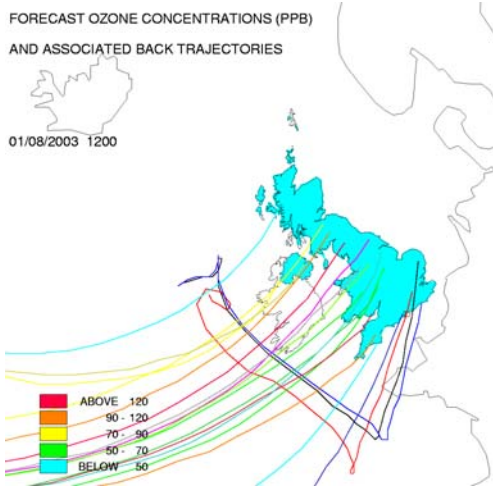 FORECAST OZONE CONCENTRATIONS (PPB)
AND ASSOCIATED BACK TRAJECTORIES
01/08/2003 1200
ABOVE 120
90 - 120
70 - 90
50 - 70
BELOW 50